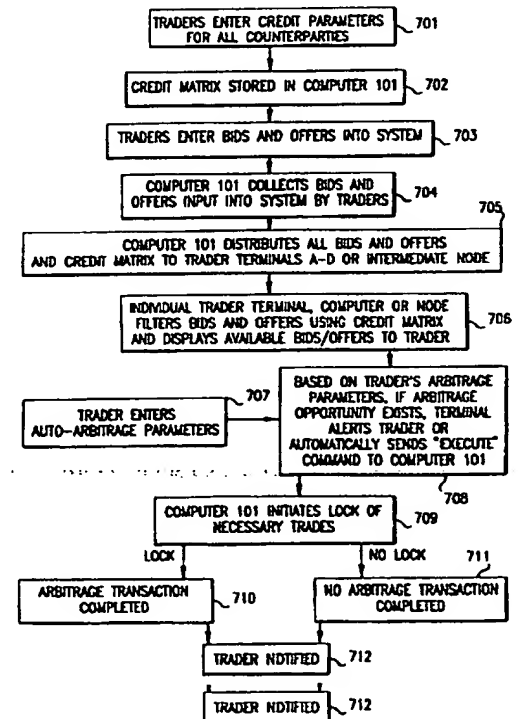 TRADERS ENTER CREDIT PARAMETERS
FOR ALL COUNTERPARTIES
701
CREDIT MATRIX STORED IN COMPUTER 101
702
TRADERS ENTER BIDS AND OFFERS INTO SYSTEM
703
COMPUTER 101 COLLECTS BIDS AND
OFFERS INPUT INTO SYSTEM BY TRADERS
704
705
COMPUTER 101 DISTRIBUTES ALL BIDS AND OFFERS
AND CREDIT MATRIX TO TRADER TERMINALS A-D OR INTERMEDIATE NODE
INDIVIDUAL TRADER TERMINAL, COMPUTER OR NODE
FILTERS BIDS AND OFFERS USING CREDIT MATRIX
AND DISPLAYS AVAILABLE BIDS/OFFERS TO TRADER
706
707
TRADER ENTERS
AUTO-ARBITRAGE PARAMETERS
BASED ON TRADER'S ARBITRAGE
PARAMETERS, IF ARBITRAGE
OPPORTUNITY EXISTS, TERMINAL
ALERTS TRADER OR
AUTOMATICALLY SENDS "EXECUTE"
COMMAND TO COMPUTER 101
708
COMPUTER 101 INITIATES LOCK OF
NECESSARY TRADES
709
LOCK
NO LOCK
ARBITRAGE TRANSACTION
COMPLETED
710
711
NO ARBITRAGE TRANSACTION
COMPLETED
TRADER NOTIFIED
712
TRADER NOTIFIED
712